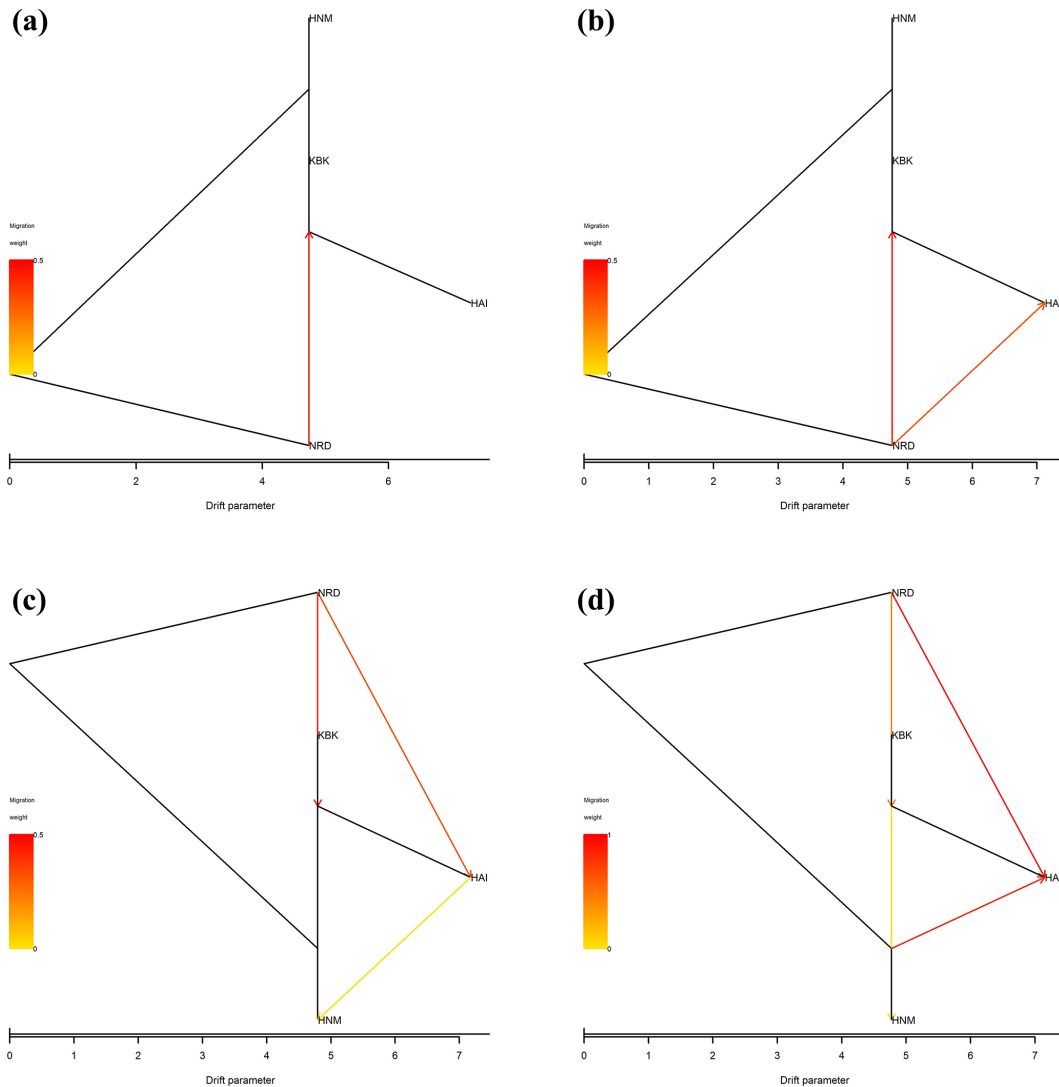 (a)
HNM
KBK
Migration
weight
0.5
HAI
0
NRD
0 2 4 6
Drift parameter
(b)
HNM
KBK
Migration
weight
0.5
HA
0
NRD
0 1 2 3 4 5 6 7
Drift parameter
(c)
NRD
KBK
Migration
weight
0.5
HAI
0
HNM
0 1 2 3 4 5 6 7
Drift parameter
(d)
NRD
KBK
Migration
weight
1
HA
0
HNM
0 1 2 3 4 5 6 7
Drift parameter